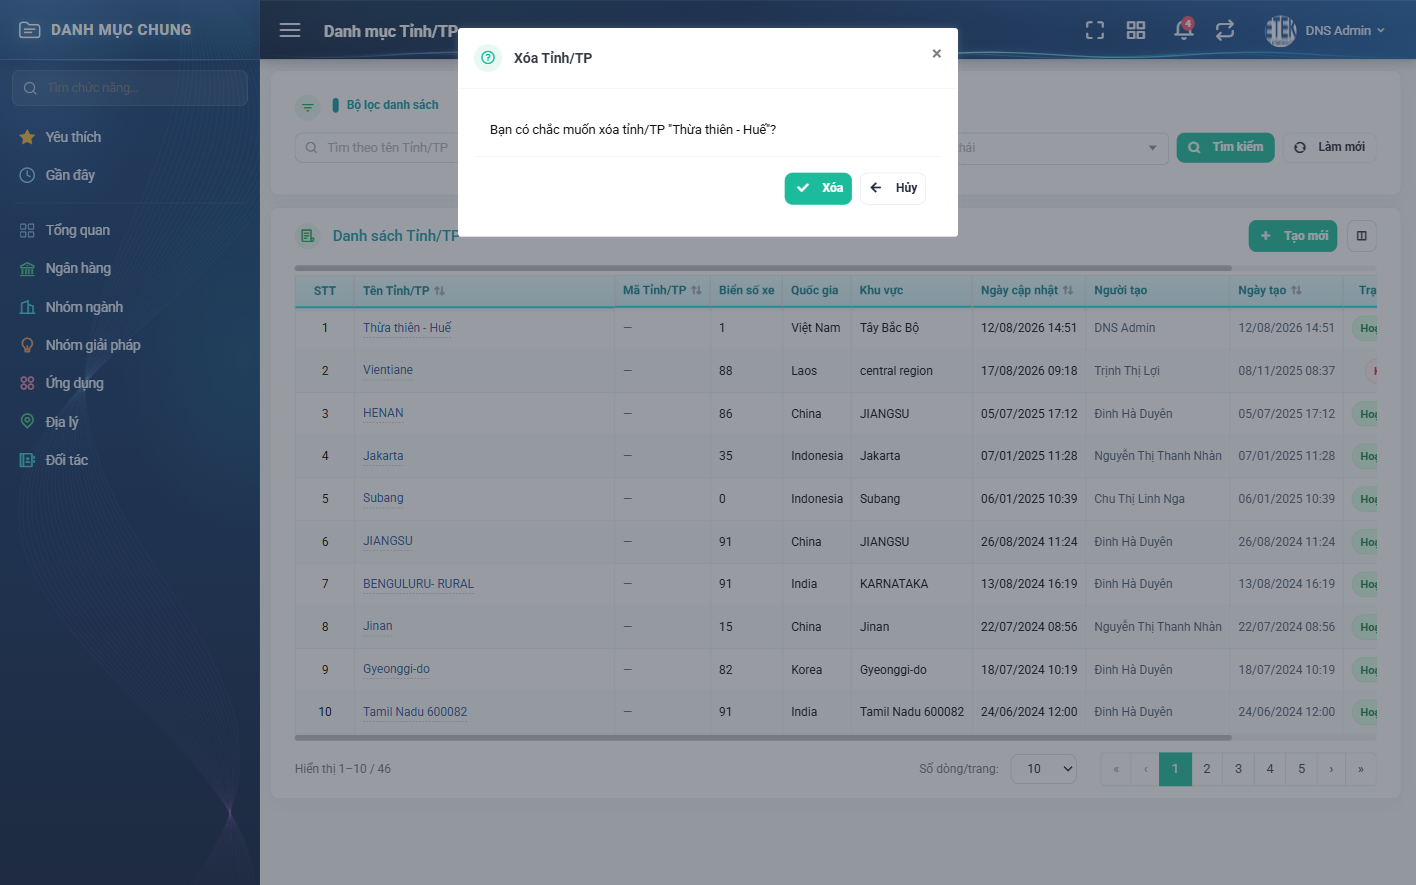 DANH MỤC CHUNG
Danh mục Tỉnh/TP
4
DNS Admin
Tìm chức năng...
Yêu thích
Gần đây
Tổng quan
Ngân hàng
Nhóm ngành
Nhóm giải pháp
Ứng dụng
Địa lý
Đối tác
Xóa Tỉnh/TP
×
Bạn có chắc muốn xóa tỉnh/TP "Thừa thiên - Huế"?
Xóa
Hủy
Bộ lọc danh sách
Tìm theo tên Tỉnh/TP
Tìm kiếm
Làm mới
Danh sách Tỉnh/TP
Tạo mới
STT Tên Tỉnh/TP Mã Tỉnh/TP Biển số xe Quốc gia Khu vực Ngày cập nhật Người tạo Ngày tạo
1 Thừa thiên - Huế — 1 Việt Nam Tây Bắc Bộ 12/08/2026 14:51 DNS Admin 12/08/2026 14:51
2 Vientiane — 88 Laos central region 17/08/2026 09:18 Trịnh Thị Lợi 08/11/2025 08:37
3 HENAN — 86 China JIANGSU 05/07/2025 17:12 Đinh Hà Duyên 05/07/2025 17:12
4 Jakarta — 35 Indonesia Jakarta 07/01/2025 11:28 Nguyễn Thị Thanh Nhàn 07/01/2025 11:28
5 Subang — 0 Indonesia Subang 06/01/2025 10:39 Chu Thị Linh Nga 06/01/2025 10:39
6 JIANGSU — 91 China JIANGSU 26/08/2024 11:24 Đinh Hà Duyên 26/08/2024 11:24
7 BENGULURU- RURAL — 91 India KARNATAKA 13/08/2024 16:19 Đinh Hà Duyên 13/08/2024 16:19
8 Jinan — 15 China Jinan 22/07/2024 08:56 Nguyễn Thị Thanh Nhàn 22/07/2024 08:56
9 Gyeonggi-do — 82 Korea Gyeonggi-do 18/07/2024 10:19 Đinh Hà Duyên 18/07/2024 10:19
10 Tamil Nadu 600082 — 91 India Tamil Nadu 600082 24/06/2024 12:00 Đinh Hà Duyên 24/06/2024 12:00
Hiển thị 1–10 / 46
Số dòng/trang: 10
« ‹ 1 2 3 4 5 › »